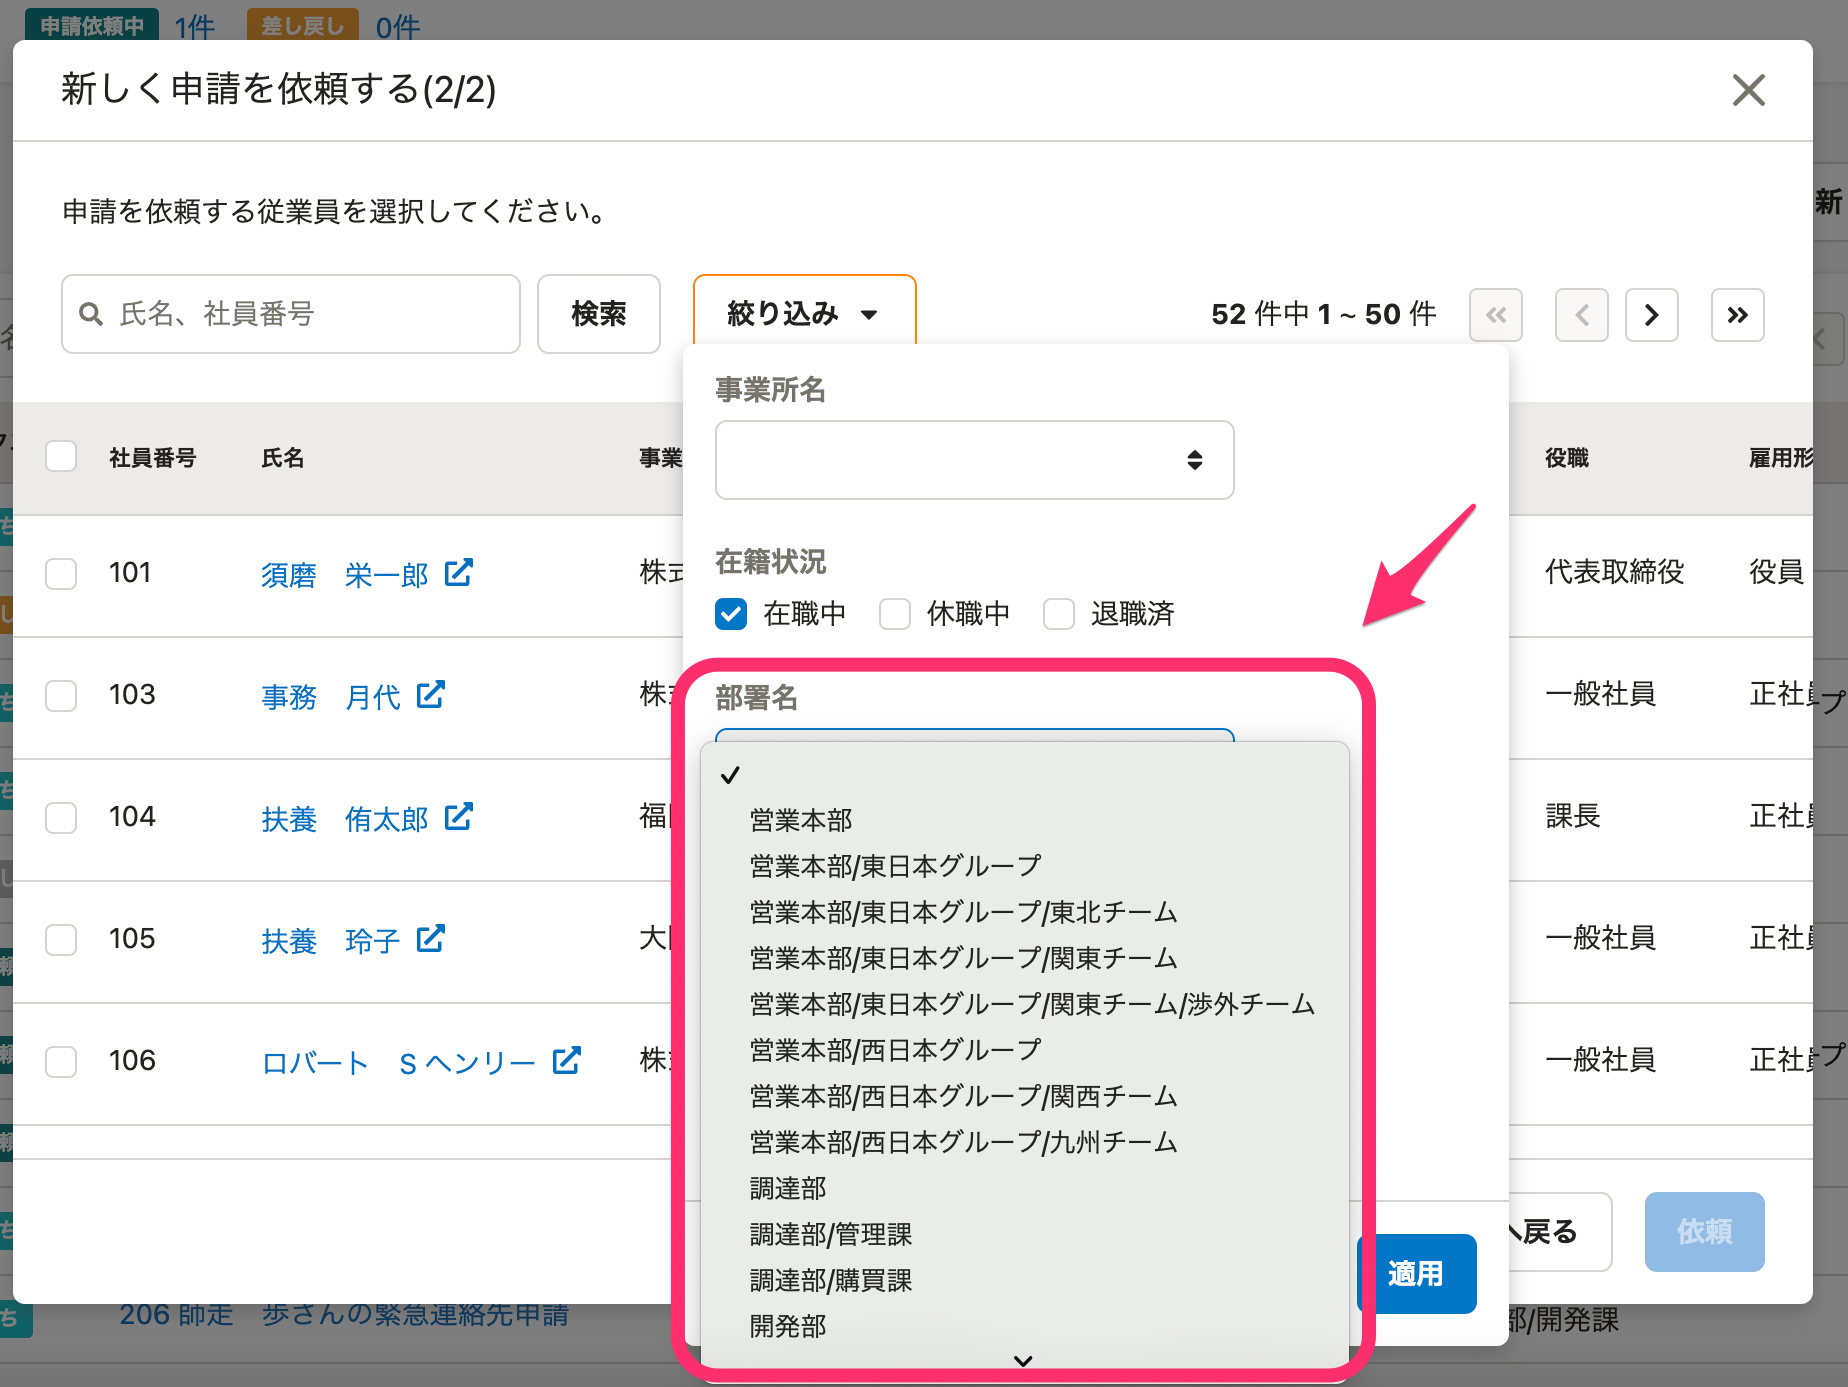 申請依頼中 1件 差し戻し 0件
新しく申請を依頼する(2/2)
申請を依頼する従業員を選択してください。
新
氏名、社員番号
検索
絞り込み
52 件中 1 ~ 50 件
事業所名
社員番号 氏名 事業 役職 雇用形
在籍状況
在職中 休職中 退職済
101 須磨 栄一郎 株式 代表取締役 役員
103 事務 月代 株 一般社員 正社員
104 扶養 侑太郎 福 課長 正社員
105 扶養 玲子 大 一般社員 正社員
106 ロバート S ヘンリー 株 一般社員 正社員
部署名
営業本部
営業本部/東日本グループ
営業本部/東日本グループ/東北チーム
営業本部/東日本グループ/関東チーム
営業本部/東日本グループ/関東チーム/渉外チーム
営業本部/西日本グループ
営業本部/西日本グループ/関西チーム
営業本部/西日本グループ/九州チーム
調達部
調達部/管理課
調達部/購買課
開発部
適用
へ戻る
依頼
206 師走 歩さんの緊急連絡先申請
部/開発課